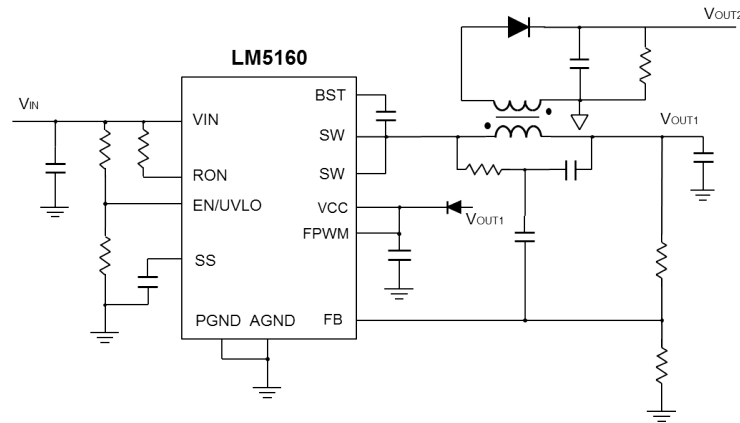 VOUT2
LM5160
BST
VIN
VIN
SW
VOUT1
SW
RON
EN/UVLO
VCC
VOUT1
FPWM
SS
PGND AGND
FB